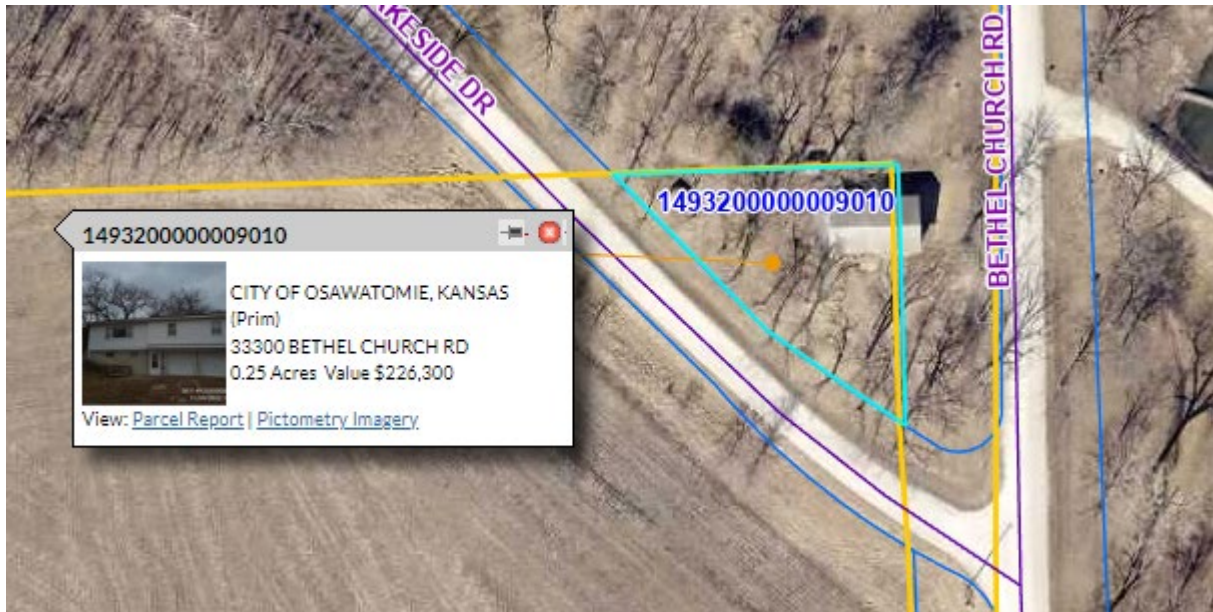 KESIDE DR
BETHEL CHURCH RD
1493200000009010
1493200000009010
CITY OF OSAWATOMIE, KANSAS
(Prim)
33300 BETHEL CHURCH RD
0.25 Acres Value $226,300
View: Parcel Report | Pictometry Imagery